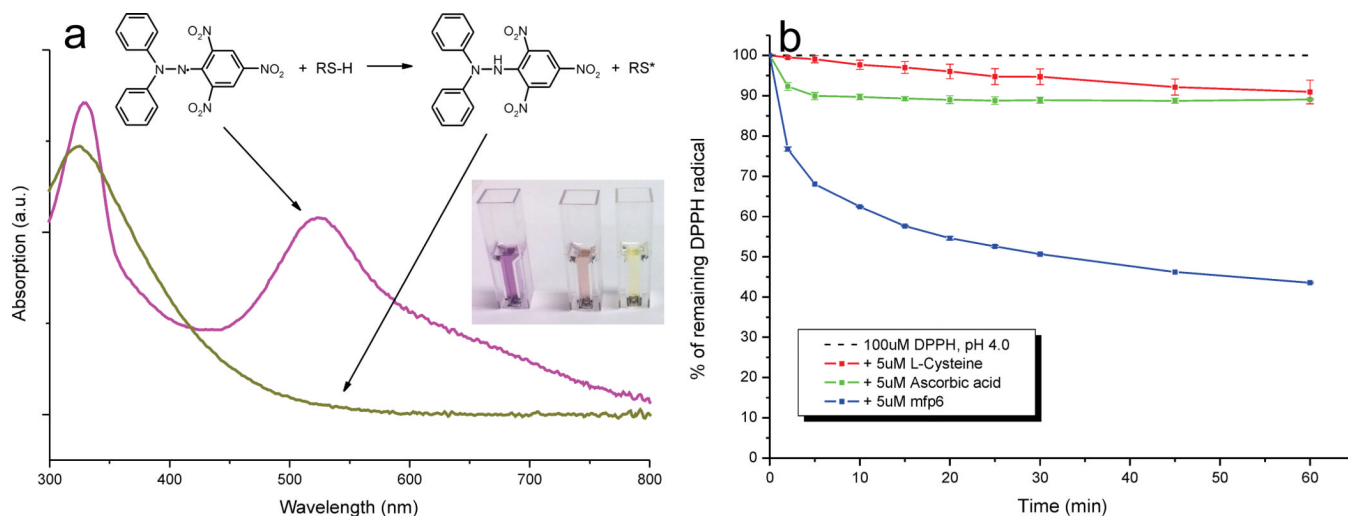 a
O₂N
NO₂
N
N•
O₂N
NO₂
+ RS-H
O₂N
H
NO₂
N
N
O₂N
NO₂
+ RS*
Absorption (a.u.)
300
400
500
600
700
800
Wavelength (nm)
b
100
90
80
70
60
50
40
30
20
10
0
% of remaining DPPH radical
100uM DPPH, pH 4.0
+ 5uM L-Cysteine
+ 5uM Ascorbic acid
+ 5uM mfp6
0
10
20
30
40
50
60
Time (min)